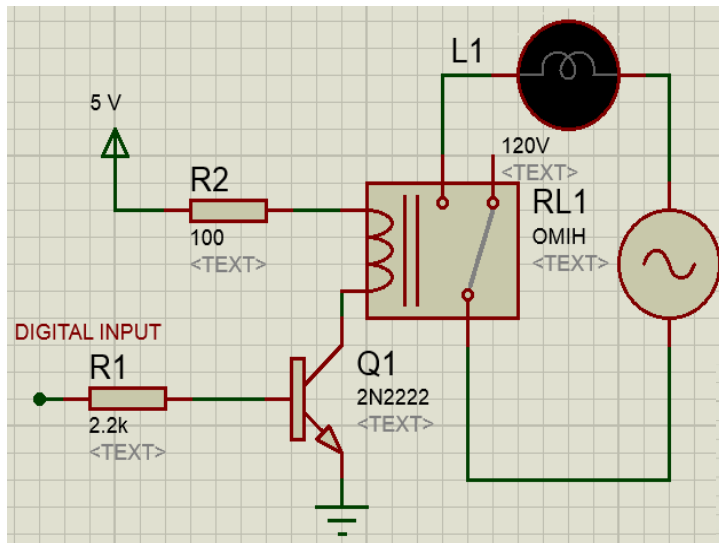 L1
5 V
120V
<TEXT>
R2
100
<TEXT>
RL1
OMIH
<TEXT>
DIGITAL INPUT
R1
2.2k
<TEXT>
Q1
2N2222
<TEXT>